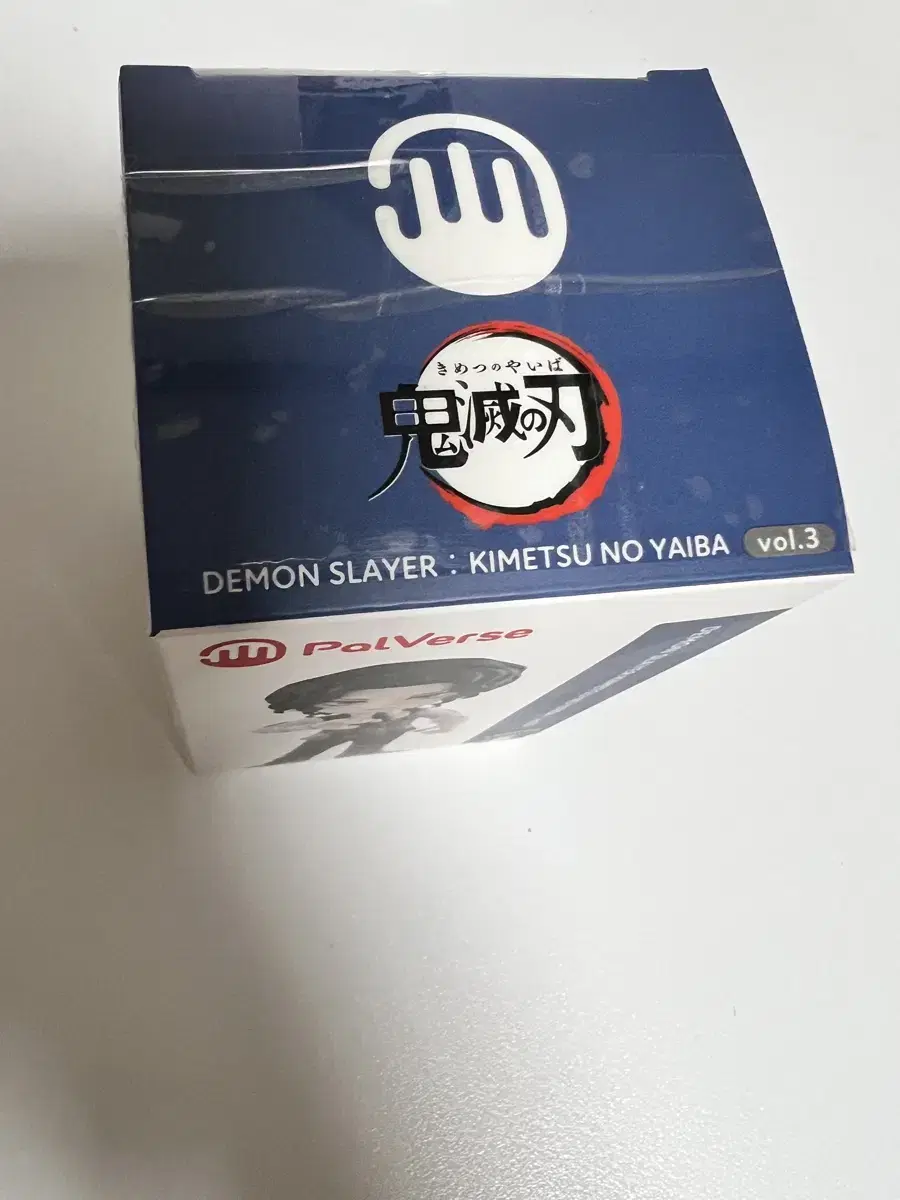 きめつのやいば
鬼滅の刃
DEMON SLAYER : KIMETSU NO YAIBA vol.3
PalVerse